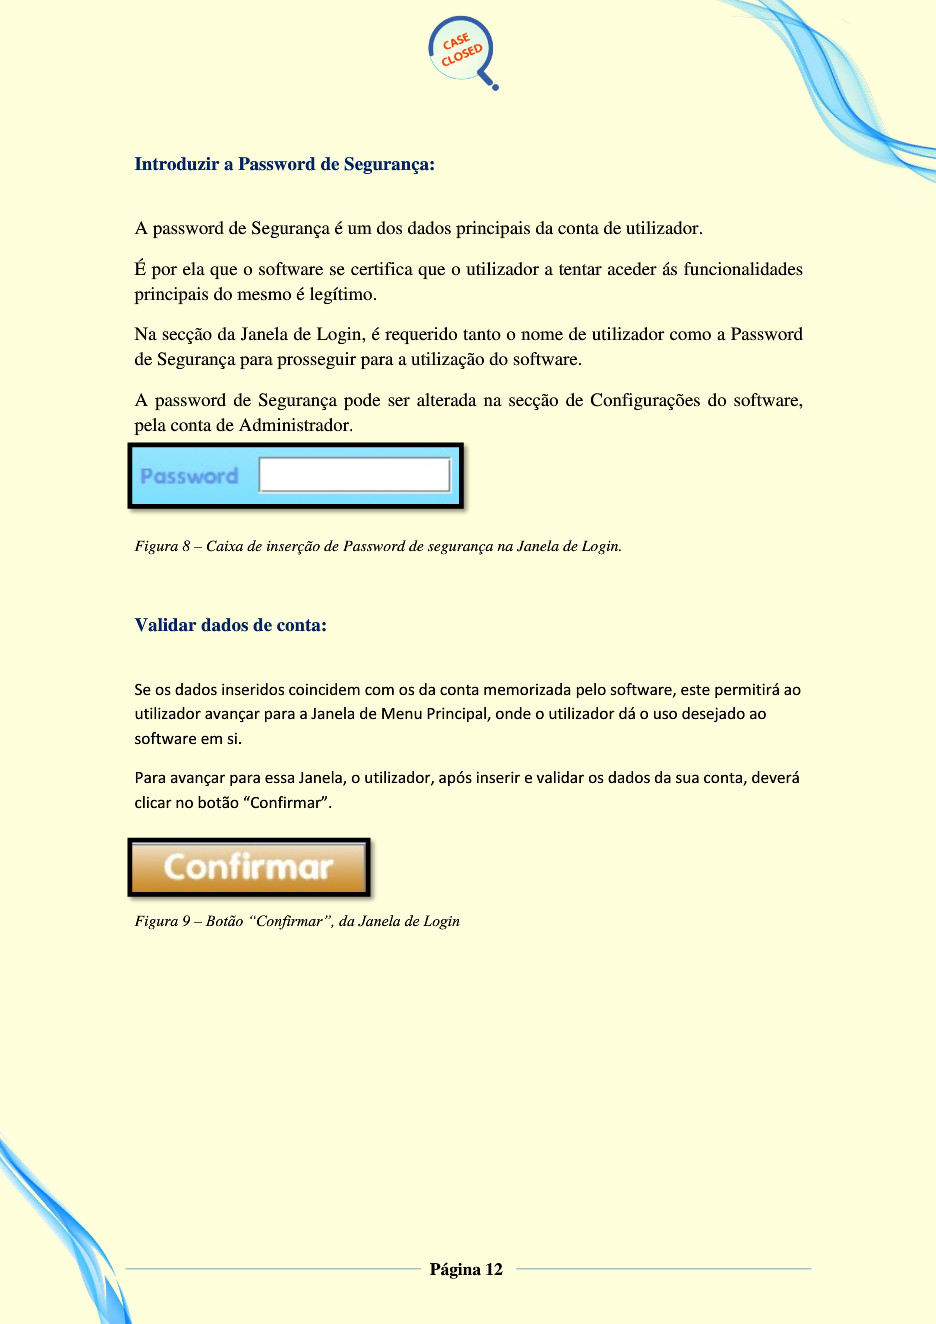 CASE
CLOSED
Introduzir a Password de Segurança:
A password de Segurança é um dos dados principais da conta de utilizador.
É por ela que o software se certifica que o utilizador a tentar aceder ás funcionalidades
principais do mesmo é legítimo.
Na secção da Janela de Login, é requerido tanto o nome de utilizador como a Password
de Segurança para prosseguir para a utilização do software.
A password de Segurança pode ser alterada na secção de Configurações do software,
pela conta de Administrador.
Password
Figura 8 – Caixa de inserção de Password de segurança na Janela de Login.
Validar dados de conta:
Se os dados inseridos coincidem com os da conta memorizada pelo software, este permitirá ao
utilizador avançar para a Janela de Menu Principal, onde o utilizador dá o uso desejado ao
software em si.
Para avançar para essa Janela, o utilizador, após inserir e validar os dados da sua conta, deverá
clicar no botão “Confirmar”.
Confirmar
Figura 9 – Botão “Confirmar”, da Janela de Login
Página 12